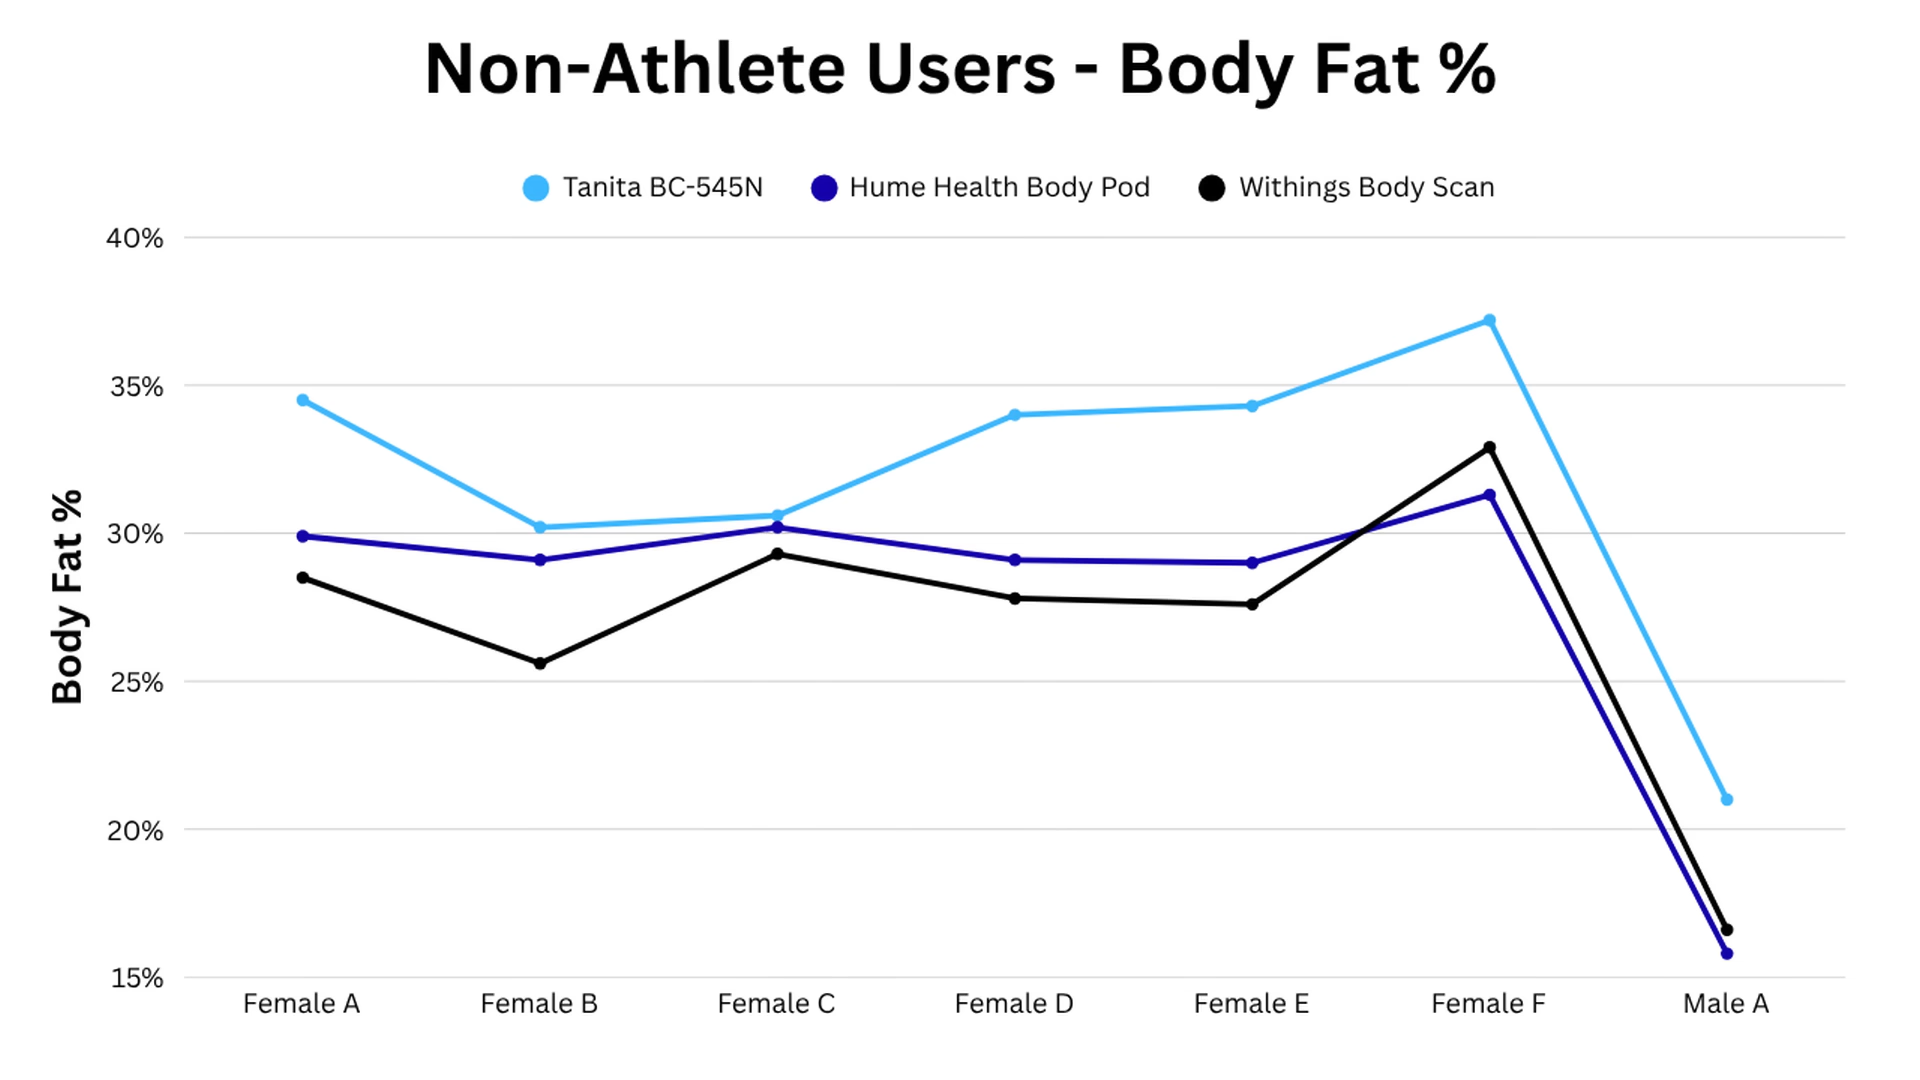 Non-Athlete Users - Body Fat %
Tanita BC-545N Hume Health Body Pod Withings Body Scan
40%
35%
30%
25%
20%
15%
Body Fat %
Female A Female B Female C Female D Female E Female F Male A